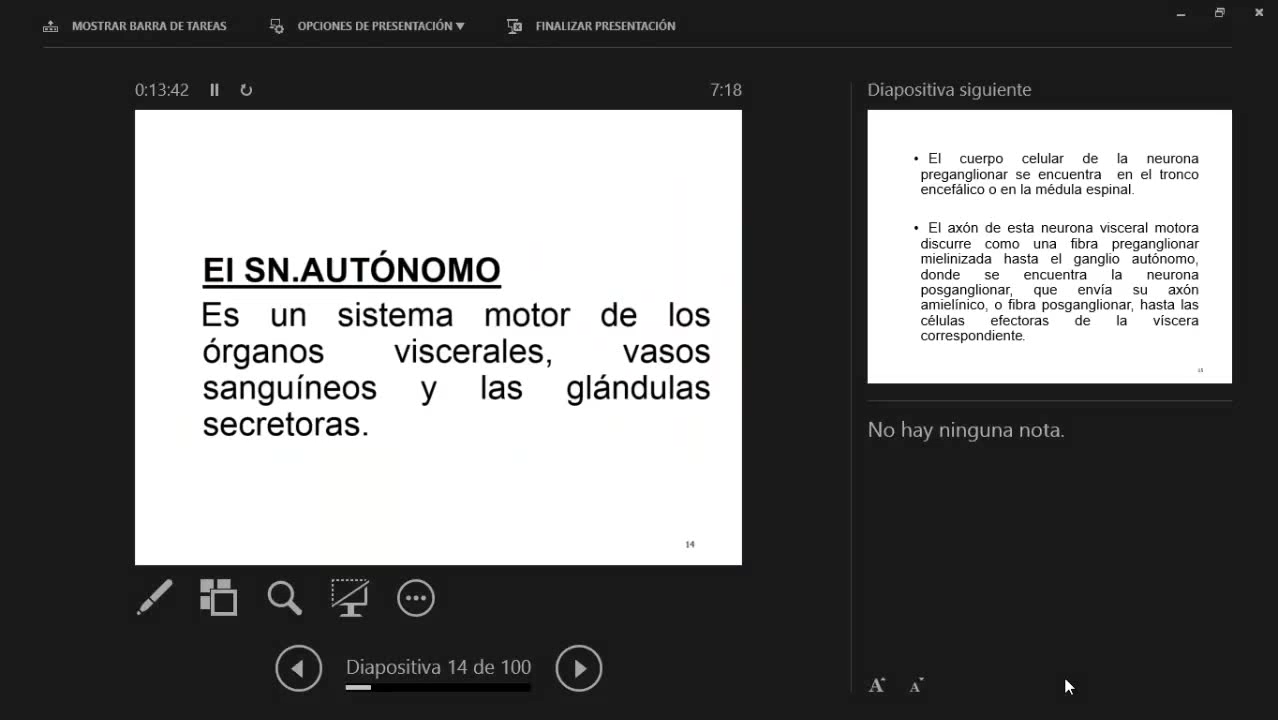 MOSTRAR BARRA DE TAREAS
OPCIONES DE PRESENTACIÓN
FINALIZAR PRESENTACIÓN
0:13:42
7:18
El SN.AUTÓNOMO
Es un sistema motor de los
órganos viscerales, vasos
sanguíneos y las glándulas
secretoras.
14
Diapositiva 14 de 100
Diapositiva siguiente
• El cuerpo celular de la neurona
preganglionar se encuentra en el tronco
encefálico o en la médula espinal.
• El axón de esta neurona visceral motora
discurre como una fibra preganglionar
mielinizada hasta el ganglio autónomo,
donde se encuentra la neurona
posganglionar, que envía su axón
amielínico, o fibra posganglionar, hasta las
células efectoras de la víscera
correspondiente.
15
No hay ninguna nota.
A A